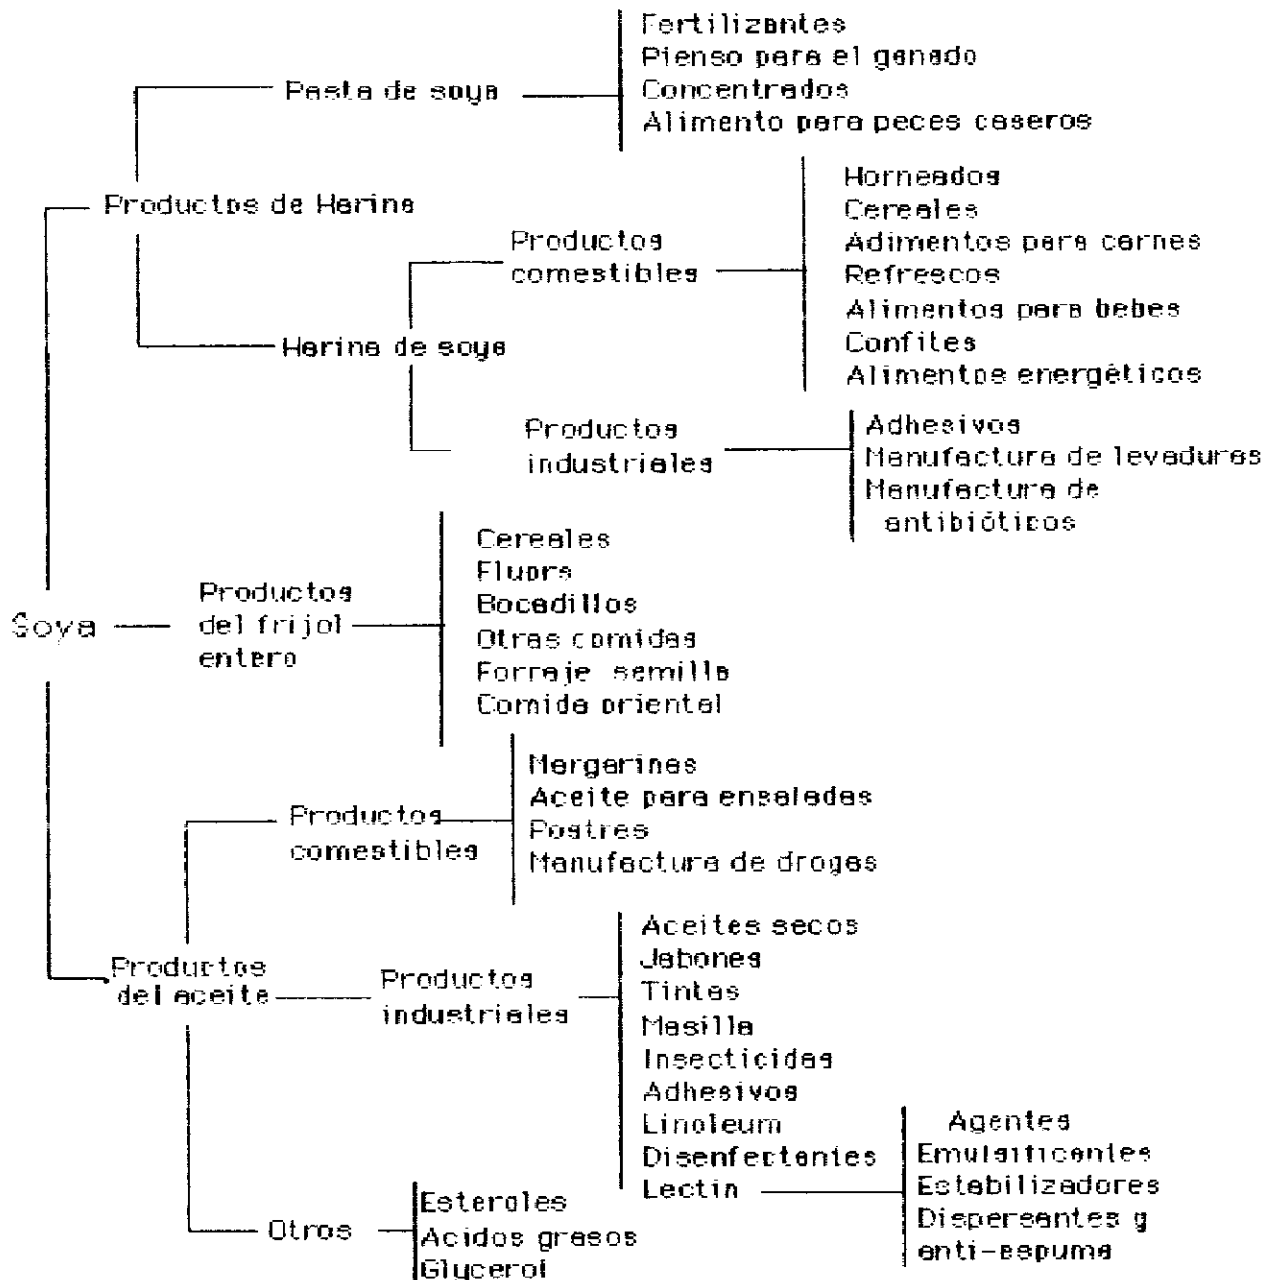 Fertilizantes
Pienso para el ganado
Pasta de soya
Concentrados
Alimento para peces caseros
Productos de Harina
Horneados
Cereales
Productos
comestibles
Adimentos para carnes
Refrescos
Alimentos para bebes
Confites
Alimentos energéticos
Harina de soya
Productos
industriales
Adhesivos
Manufactura de levaduras
Manufactura de
antibióticos
Soya
Productos
del frijol
entero
Cereales
Fluors
Bocadillos
Otras comidas
Forraje semilla
Comida oriental
Productos
comestibles
Margarinas
Aceite para ensaladas
Postres
Manufactura de drogas
Productos
del aceite
Productos
industriales
Aceites secos
Jabones
Tintas
Masilla
Insecticidas
Adhesivos
Linoleum
Disenfectantes
Lectin
Agentes
Emulsificantes
Estabilizadores
Dispersantes y
anti-espuma
Otros
Esteroles
Acidos grasos
Glycerol